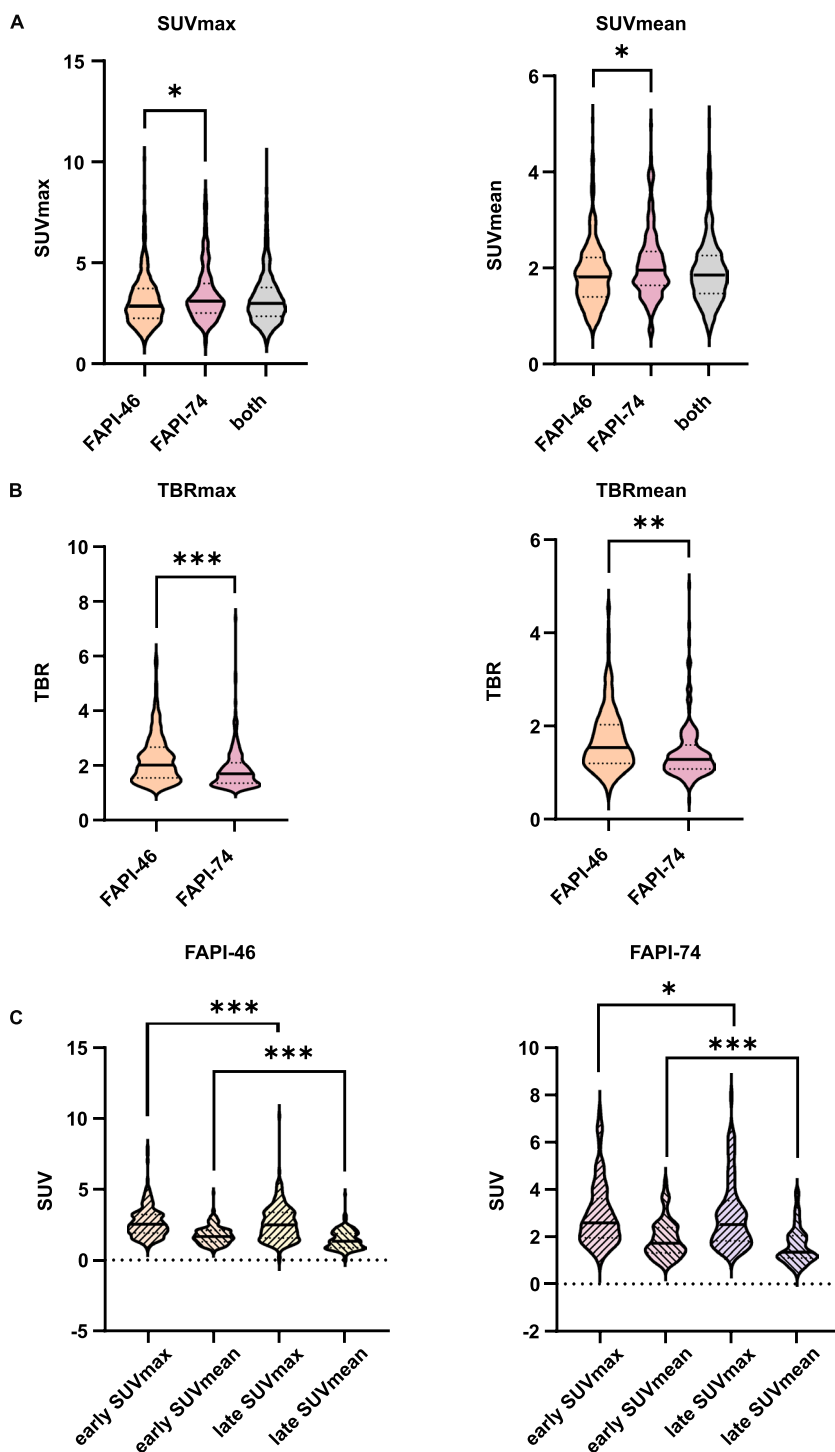 A
SUVmax
SUVmean
*
*
15
10
5
0
SUVmax
FAPI-46
FAPI-74
both
6
4
2
0
SUVmean
FAPI-46
FAPI-74
both
B
TBRmax
TBRmean
***
**
10
8
6
4
2
0
TBR
FAPI-46
FAPI-74
6
4
2
0
TBR
FAPI-46
FAPI-74
FAPI-46
FAPI-74
C
***
***
*
***
15
10
5
0
-5
SUV
early SUVmax
early SUVmean
late SUVmax
late SUVmean
10
8
6
4
2
0
-2
SUV
early SUVmax
early SUVmean
late SUVmax
late SUVmean